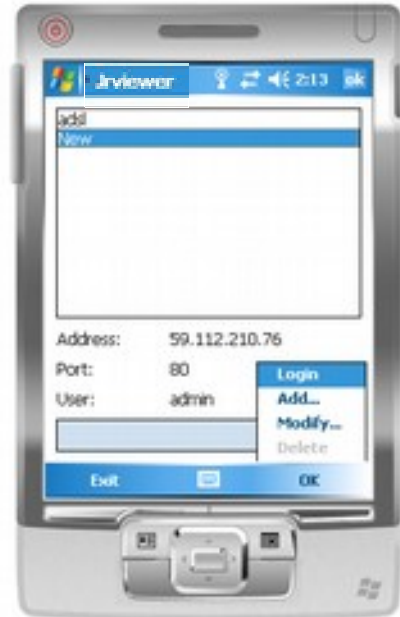 Jrviewer 2:13 ok
add
New
Address: 59.112.210.76
Port: 80
User: admin
Login
Add...
Modify...
Delete
Exit OK